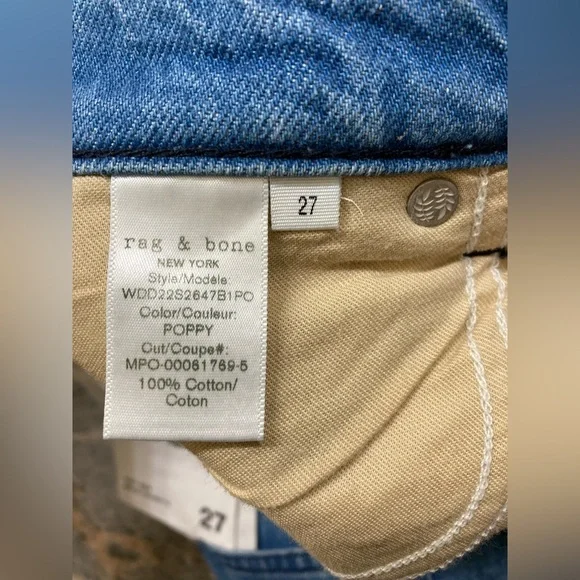 rag & bone
NEW YORK
Style/Modèle:
WDD22S2647B1PO
Color/Couleur:
POPPY
Cut/Coupe#:
MPO-00061769-5
100% Cotton/
Coton
27
27